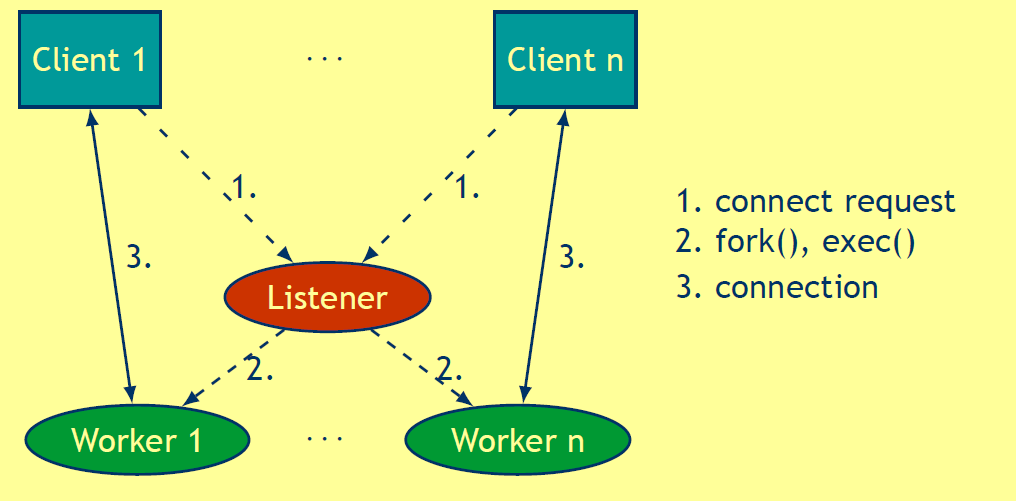 Client 1
...
Client n
1.
1.
1. connect request
2. fork(), exec()
3. connection
3.
3.
Listener
2.
2.
Worker 1
...
Worker n